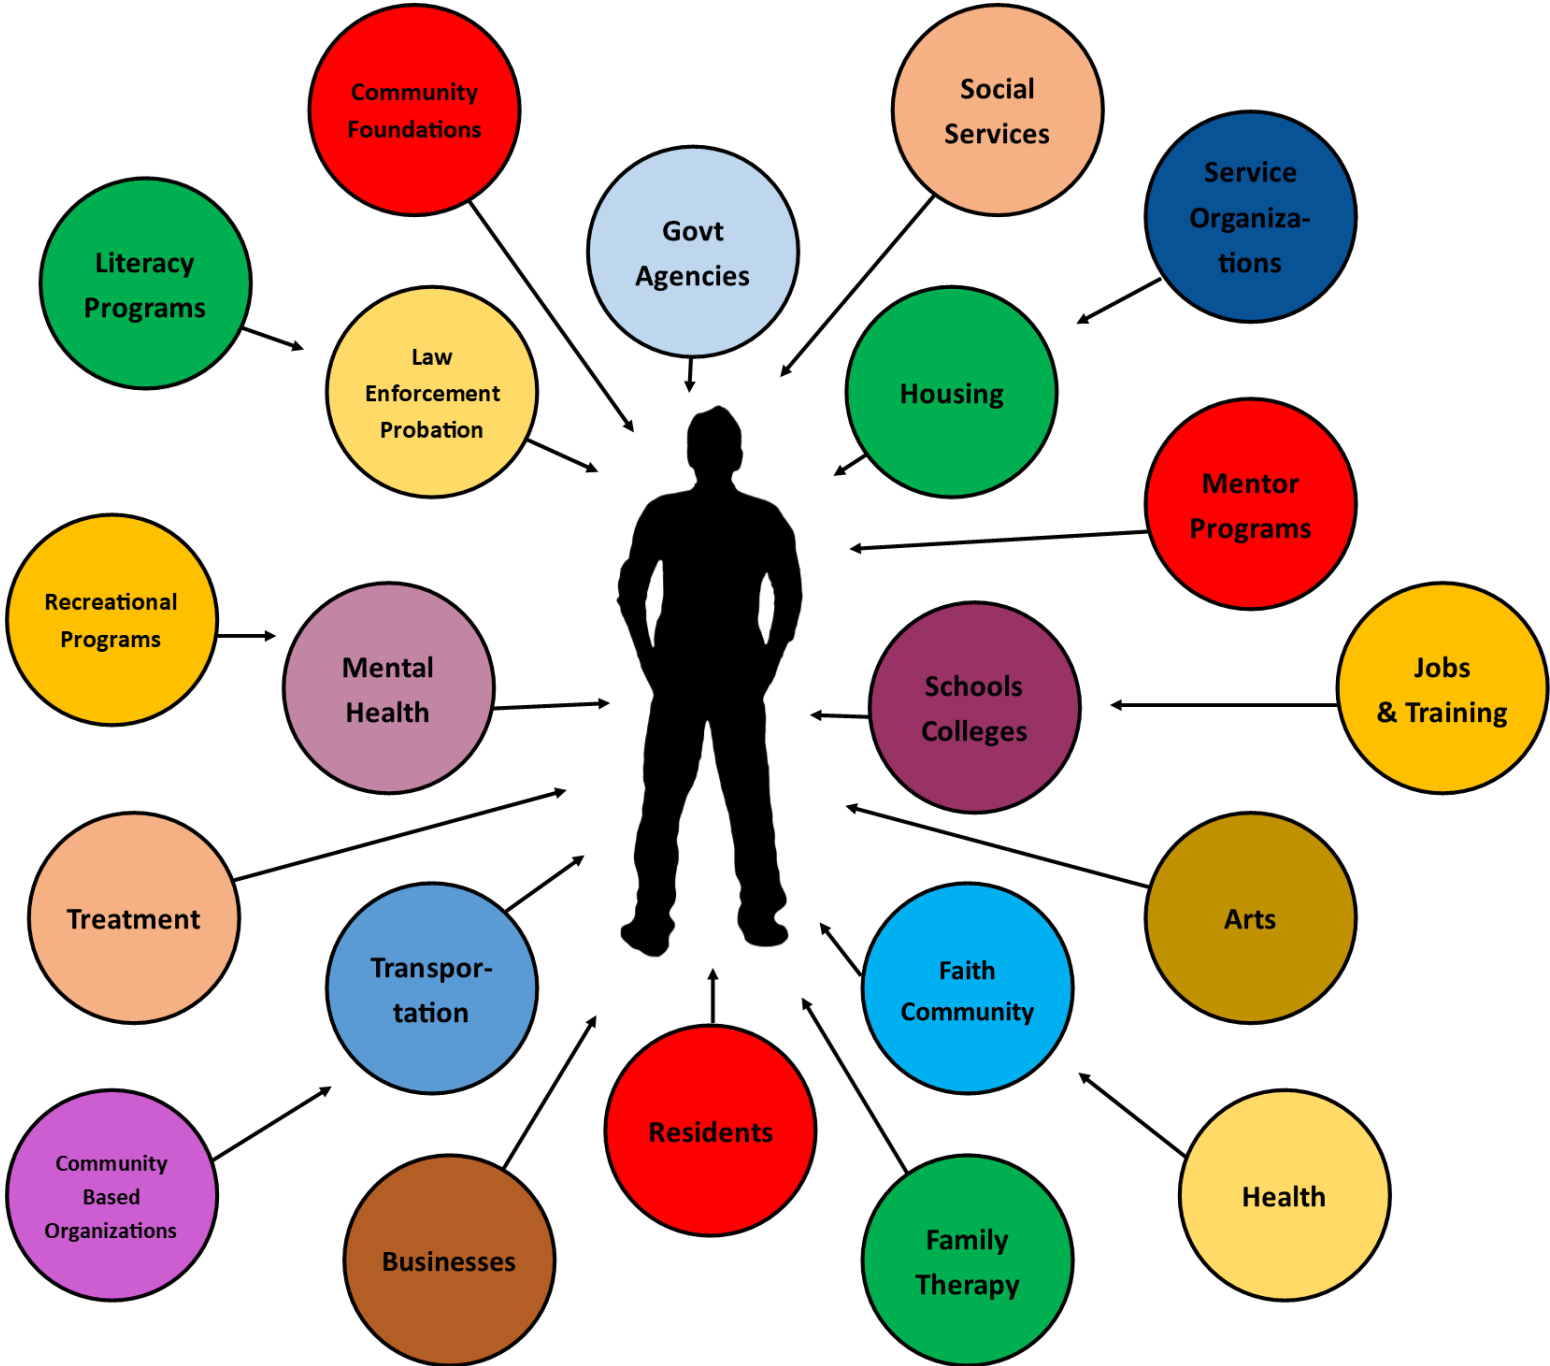 Community
Foundations
Social
Services
Service
Organiza-
tions
Govt
Agencies
Literacy
Programs
Law
Enforcement
Probation
Housing
Mentor
Programs
Recreational
Programs
Mental
Health
Schools
Colleges
Jobs
& Training
Treatment
Transpor-
tation
Faith
Community
Arts
Community
Based
Organizations
Businesses
Residents
Family
Therapy
Health